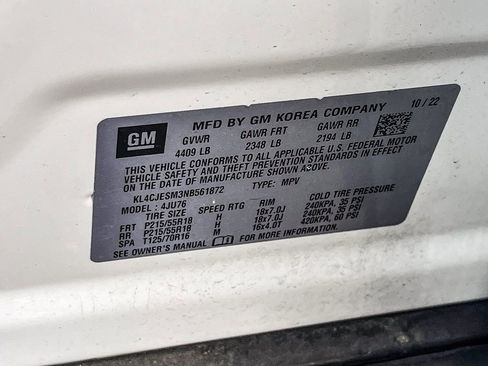 GM
MFD BY GM KOREA COMPANY 10/22
GVWR GAWR FRT GAWR RR
4409 LB 2348 LB 2194 LB
THIS VEHICLE CONFORMS TO ALL APPLICABLE U.S. FEDERAL MOTOR
VEHICLE SAFETY AND THEFT PREVENTION STANDARDS IN EFFECT
ON THE DATE OF MANUFACTURE SHOWN ABOVE.
KL4CJESM3NB561872 TYPE: MPV
MODEL: 4JU76 SPEED RTG RIM COLD TIRE PRESSURE
FRT P215/55R18 H 18x7.0J 240KPA, 35 PSI
RR P215/55R18 H 18x7.0J 240KPA, 35 PSI
SPA T125/70R16 M 16x4.0T 420KPA, 60 PSI
SEE OWNER'S MANUAL FOR MORE INFORMATION.